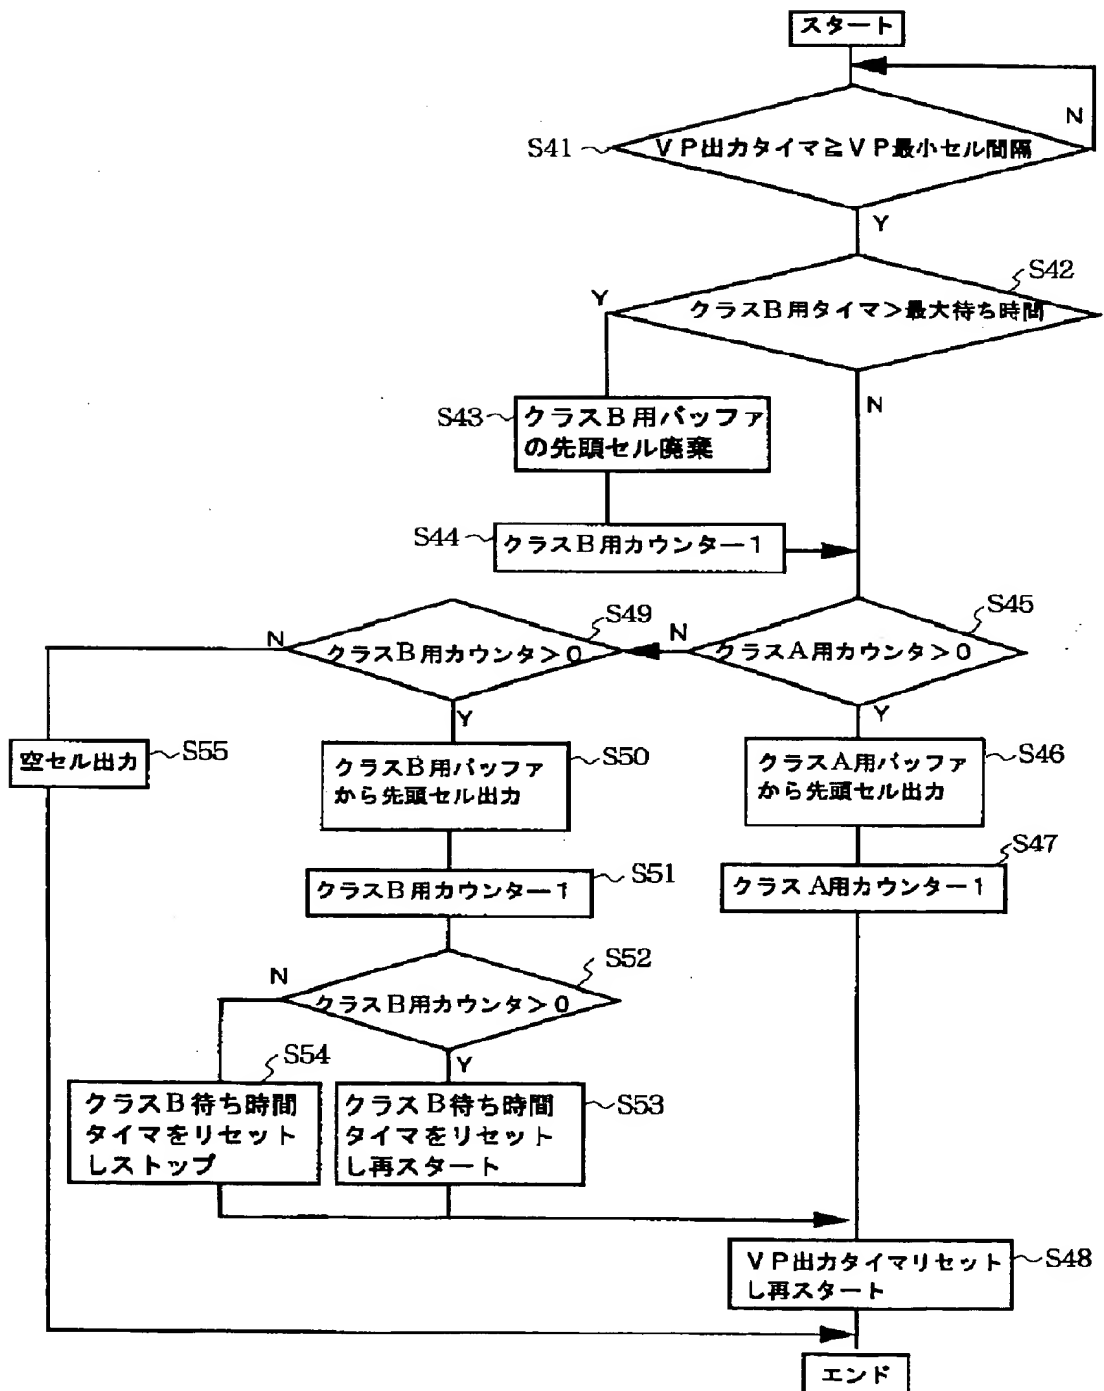 スタート
N
S41
VP出力タイマ≧VP最小セル間隔
Y
S42
Y
クラスB用タイマ>最大待ち時間
N
S43
クラスB用バッファ
の先頭セル廃棄
S44
クラスB用カウンター1
S45
N
クラスA用カウンタ>0
Y
S49
N
クラスB用カウンタ>0
Y
空セル出力
S55
クラスB用バッファ
から先頭セル出力
S50
クラスA用バッファ
から先頭セル出力
S46
クラスB用カウンター1
S51
クラスA用カウンター1
S47
S52
N
クラスB用カウンタ>0
Y
S54
クラスB待ち時間
タイマをリセット
しストップ
クラスB待ち時間
タイマをリセット
し再スタート
S53
VP出力タイマリセット
し再スタート
S48
エンド